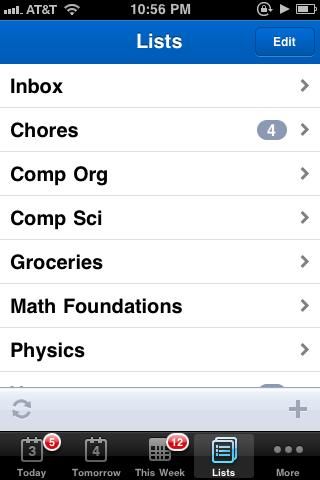 AT&T 10:56 PM
Lists Edit
Inbox
Chores 4
Comp Org
Comp Sci
Groceries
Math Foundations
Physics
3 5 4 12
Today Tomorrow This Week Lists More